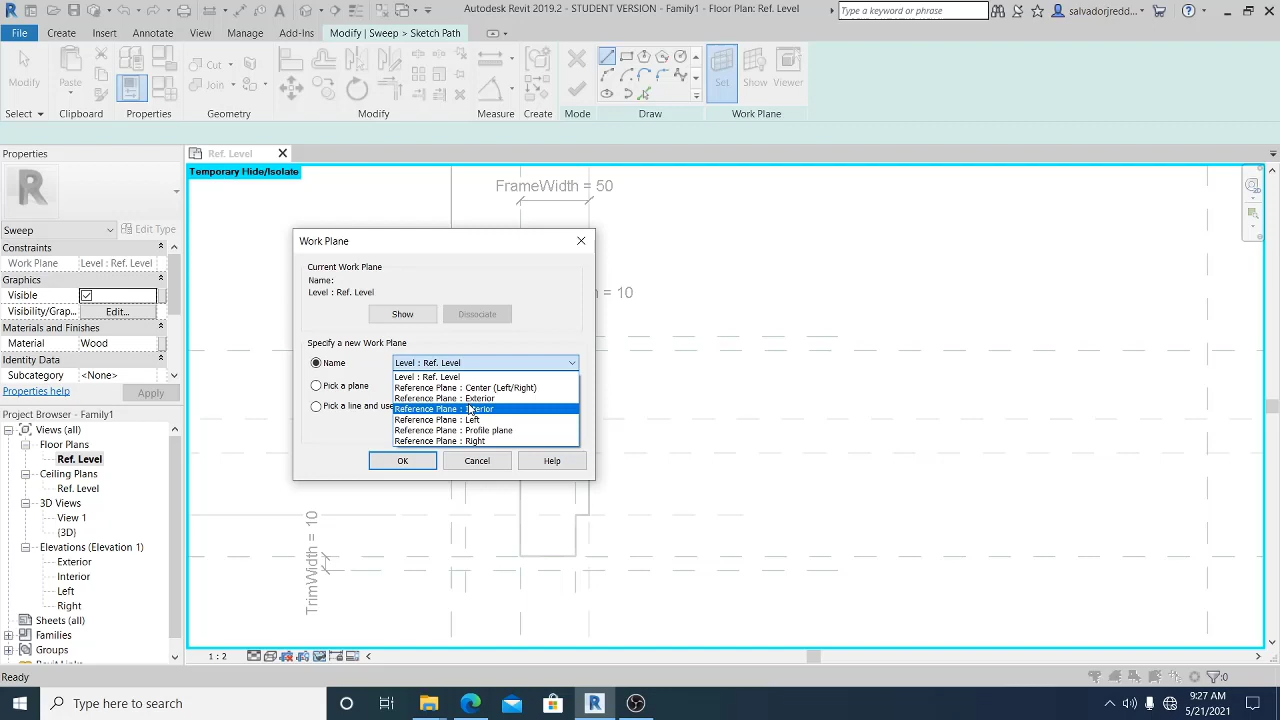 Autodesk Revit 2019.2 - STUDENT VERSION - Family1 - Floor Plan: Ref. Level
Type a keyword or phrase
salvadorjredd...
File
Create
Insert
Annotate
View
Manage
Add-Ins
Modify | Sweep > Sketch Path
Modify
Paste
Cut
Join
Set
Show
Viewer
Select
Clipboard
Properties
Geometry
Modify
Measure
Create
Mode
Draw
Work Plane
Properties
Ref. Level
Temporary Hide/Isolate
Sweep
Edit Type
Constraints
Work Plane
Level : Ref. Level
Graphics
Visible
Visibility/Grap...
Edit...
Materials and Finishes
Material
Wood
Identity Data
Subcategory
<None>
Properties help
Apply
Project Browser - Family1
Views (all)
Floor Plans
Ref. Level
Ceiling Plans
Ref. Level
3D Views
View 1
{3D}
Elevations (Elevation 1)
Exterior
Interior
Left
Right
Sheets (all)
Families
Groups
FrameWidth = 50
= 10
TrimWidth = 10
Work Plane
Current Work Plane
Name:
Level : Ref. Level
Show
Dissociate
Specify a new Work Plane
Name
Level : Ref. Level
Pick a plane
Pick a line and use
Level : Ref. Level
Reference Plane : Center (Left/Right)
Reference Plane : Exterior
Reference Plane : Interior
Reference Plane : Left
Reference Plane : Profile plane
Reference Plane : Right
OK
Cancel
Help
1 : 2
Ready
:0
Type here to search
9:27 AM
5/21/2021